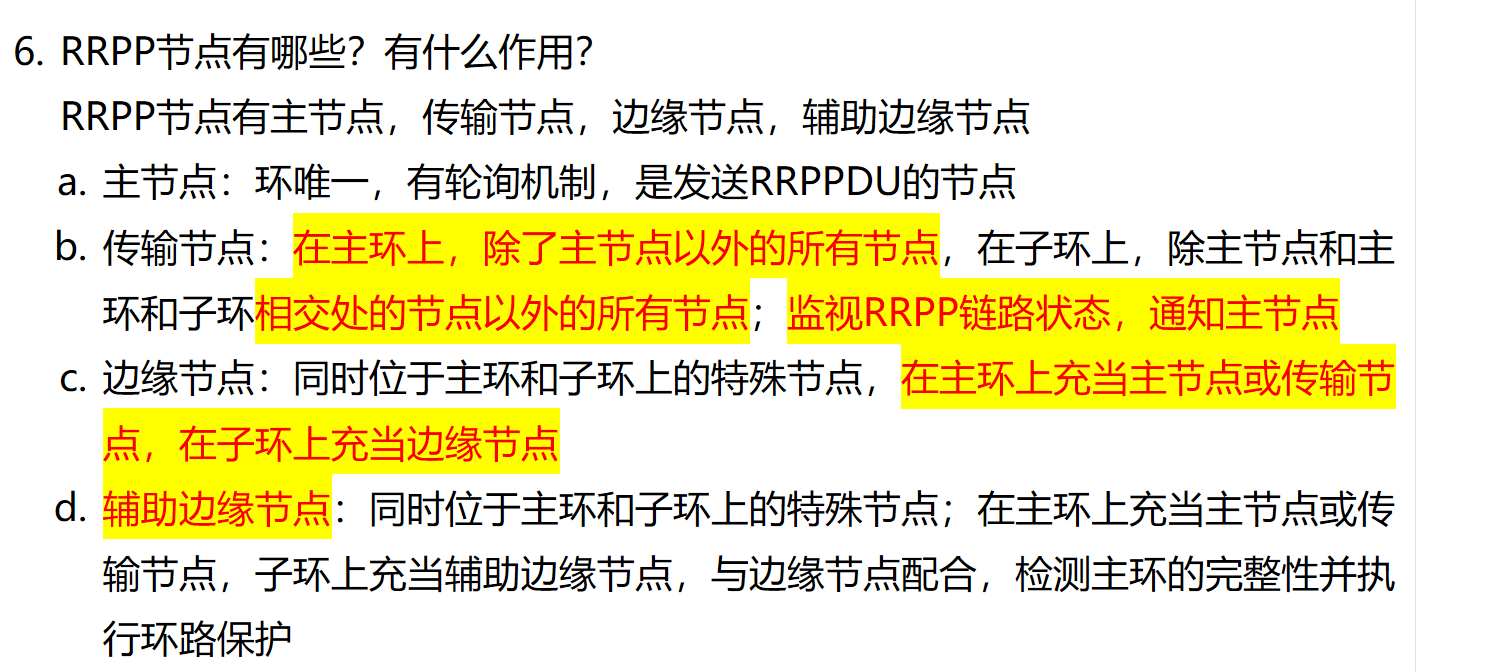 6. RRPP节点有哪些？有什么作用？
RRPP节点有主节点，传输节点，边缘节点，辅助边缘节点
a. 主节点：环唯一，有轮询机制，是发送RRPPDU的节点
b. 传输节点：在主环上，除了主节点以外的所有节点，在子环上，除主节点和主
环和子环相交处的节点以外的所有节点；监视RRPP链路状态，通知主节点
c. 边缘节点：同时位于主环和子环上的特殊节点，在主环上充当主节点或传输节
点，在子环上充当边缘节点
d. 辅助边缘节点：同时位于主环和子环上的特殊节点；在主环上充当主节点或传
输节点，子环上充当辅助边缘节点，与边缘节点配合，检测主环的完整性并执
行环路保护